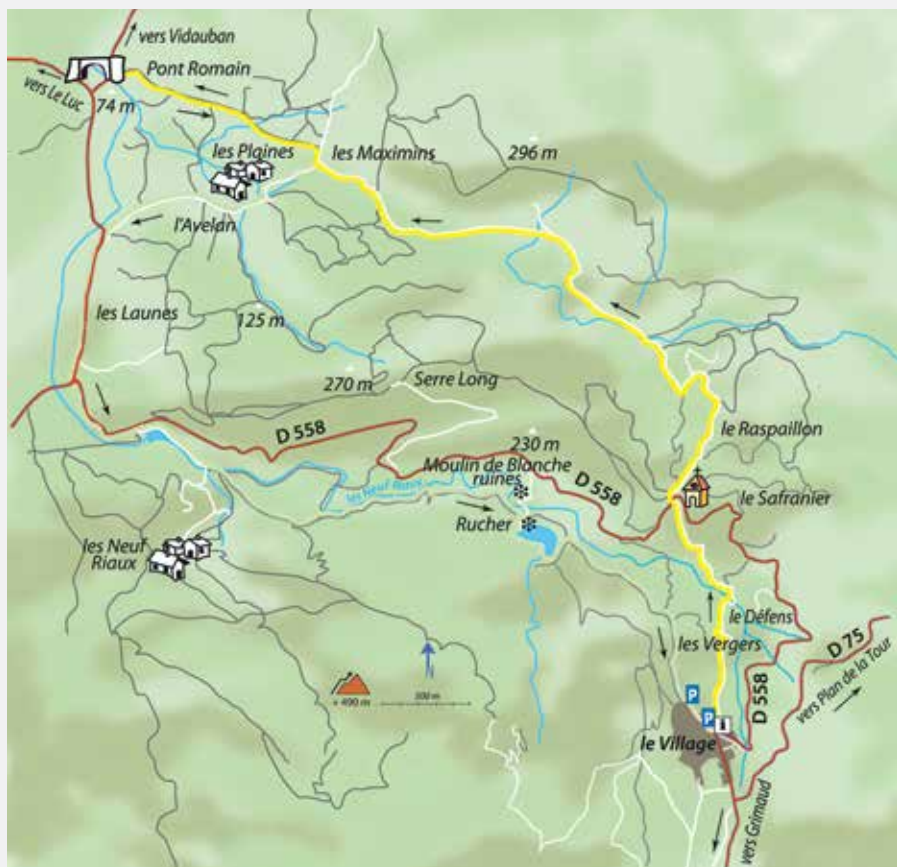 vers Vidauban
Pont Romain
vers Le Luc
74 m
les Plaines
les Maximins
296 m
l'Avelan
les Launes
125 m
270 m
Serre Long
D 558
230 m
le Raspaillon
Moulin de Blanche
ruines
D 558
le Safranier
les Neuf Riaux
Rucher
les Neuf
Riaux
le Défens
les Vergers
D 75
D 558
vers Plan de la Tour
+ 490 m
P
P
i
le Village
vers Grimaud